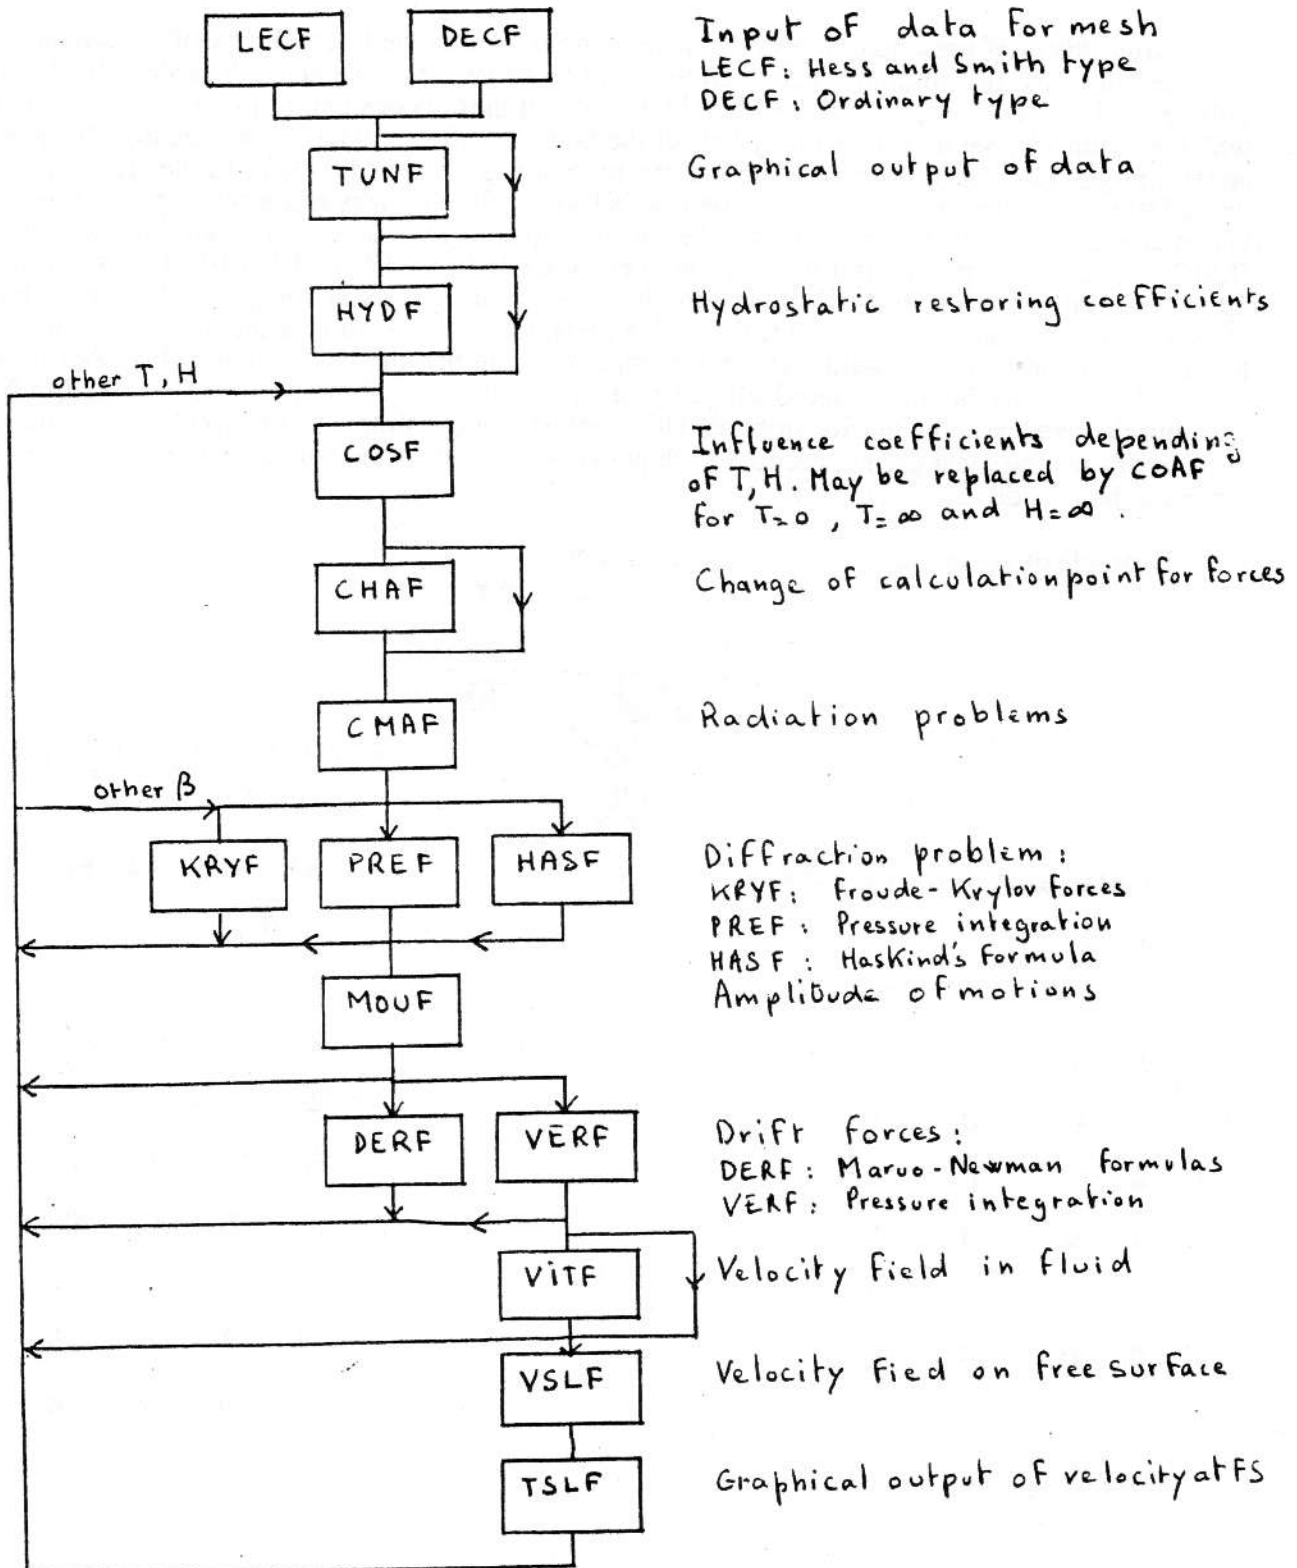 LECF DECF
Input of data for mesh
LECF: Hess and Smith type
DECF: Ordinary type
TUNF
Graphical output of data
HYDF
Hydrostatic restoring coefficients
other T, H
COSF
Influence coefficients depending
of T, H. May be replaced by COAF
for T=0, T=∞ and H=∞.
CHAF
Change of calculation point for forces
CMAF
Radiation problems
other β
KRYF PREF HASF
Diffraction problem:
KRYF: Froude-Krylov forces
PREF: Pressure integration
HASF: Haskind's formula
MOUF
Amplitude of motions
DERF VERF
Drift forces:
DERF: Maruo-Newman formulas
VERF: Pressure integration
VITF
Velocity field in fluid
VSLF
Velocity fied on free surface
TSLF
Graphical output of velocity at FS